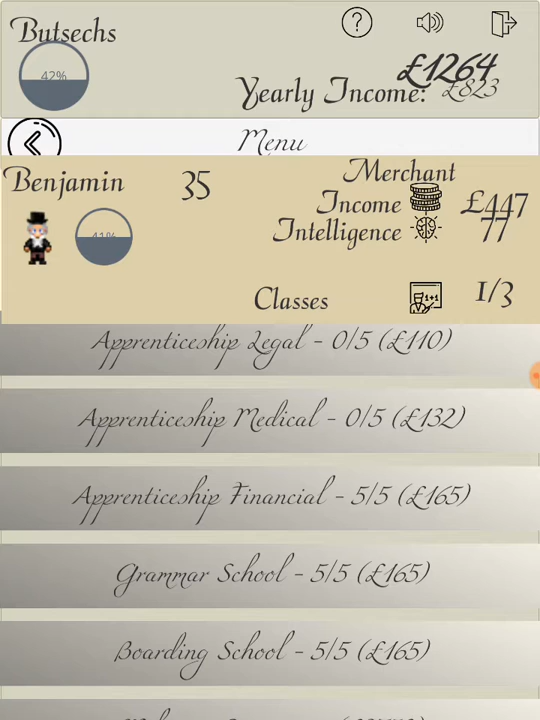 Butsechs
42%
£1264
Yearly Income: £823
Menu
Benjamin 35
Merchant
41%
Income £447
Intelligence 77
1+1
Classes 1/3
Apprenticeship Legal - 0/5 (£110)
Apprenticeship Medical - 0/5 (£132)
Apprenticeship Financial - 5/5 (£165)
Grammar School - 5/5 (£165)
Boarding School - 5/5 (£165)